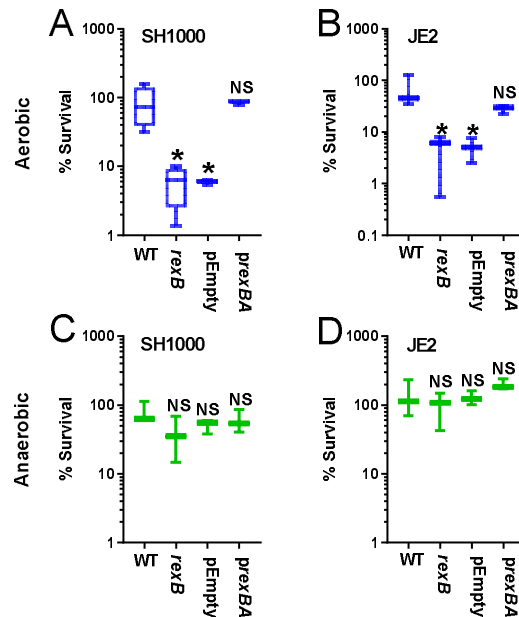 A
SH1000
Aerobic
% Survival
1000
100
10
1
NS
*
*
WT
rexB
pEmpty
prexBA
B
JE2
% Survival
1000
100
10
1
0.1
NS
*
*
WT
rexB
pEmpty
prexBA
C
SH1000
Anaerobic
% Survival
1000
100
10
1
NS
NS
NS
WT
rexB
pEmpty
prexBA
D
JE2
% Survival
1000
100
10
1
NS
NS
NS
WT
rexB
pEmpty
prexBA